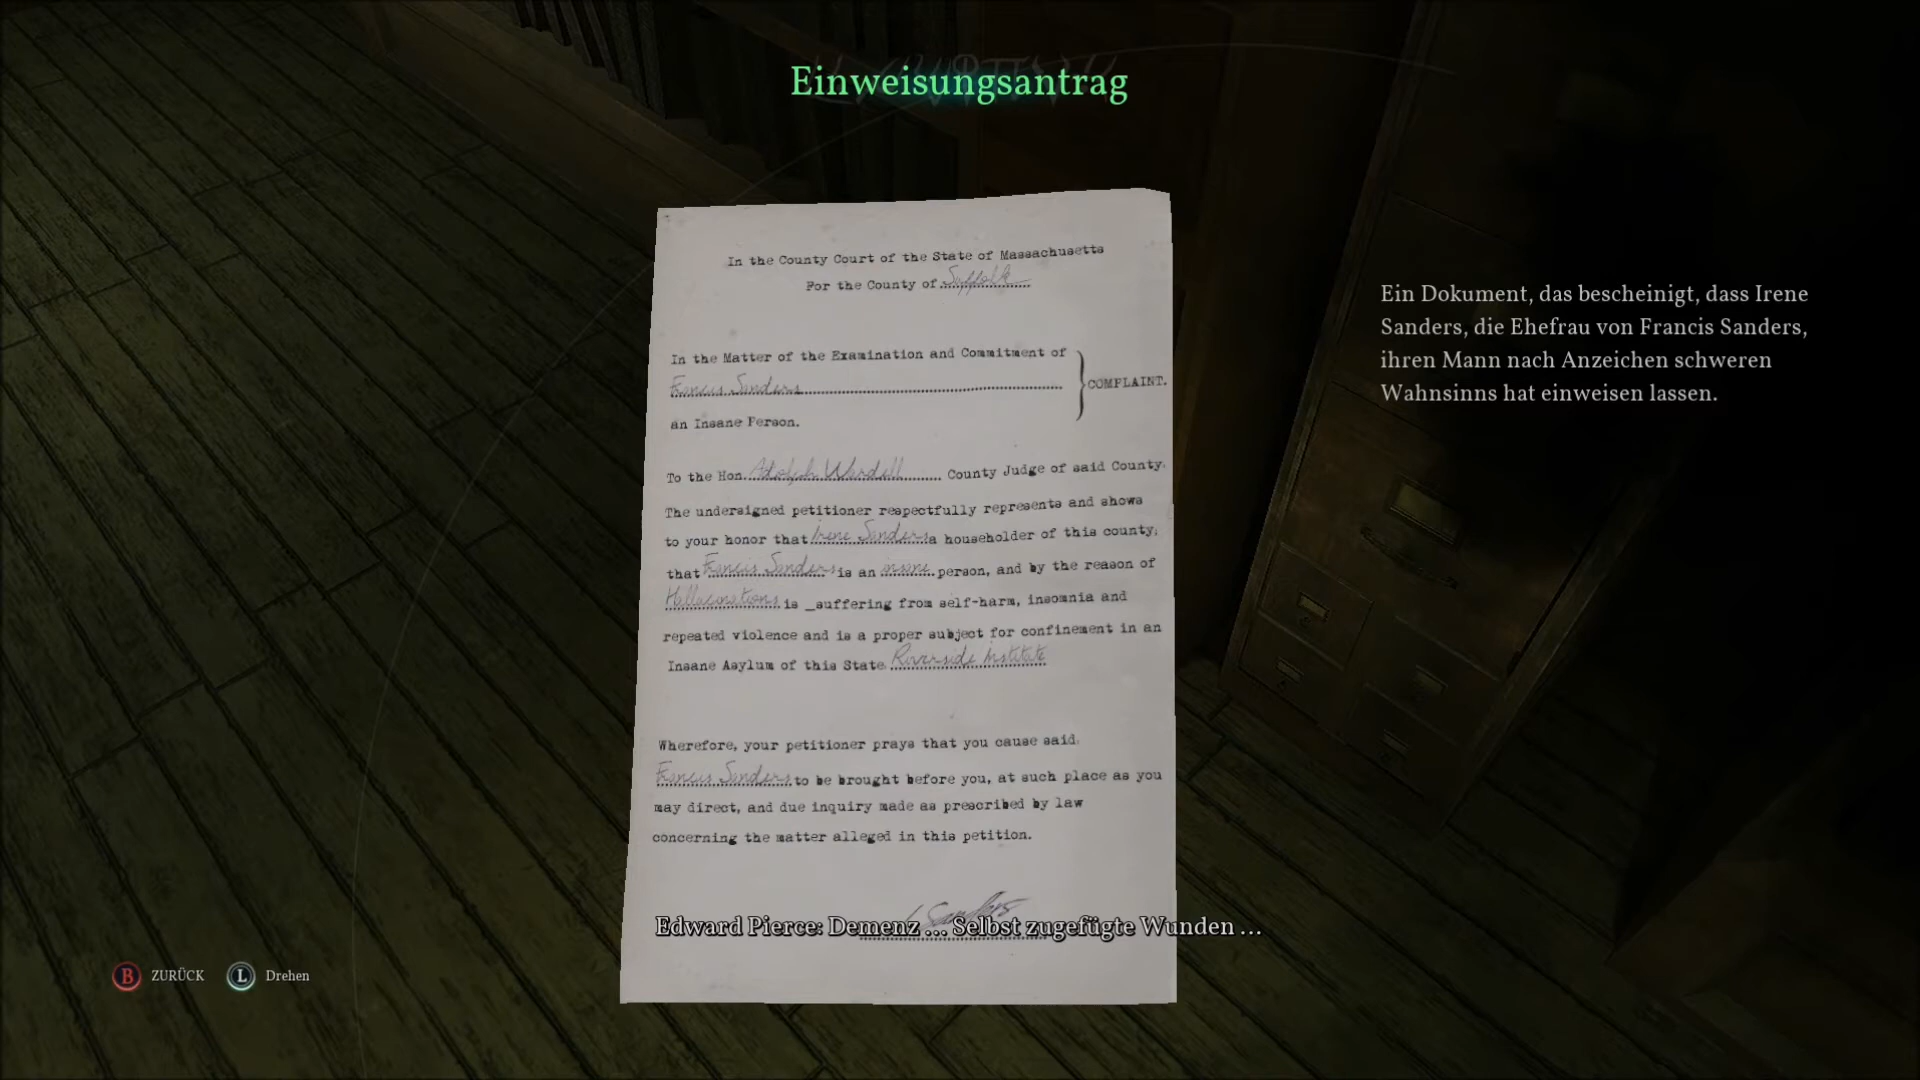 Einweisungsantrag
In the County Court of the State of Massachusetts
For the County of Suffolk
In the Matter of the Examination and Commitment of
Francis Sanders
COMPLAINT.
an Insane Person.
To the Hon. Adolph Wardell County Judge of said County.
The undersigned petitioner respectfully represents and shows
to your honor that Irene Sanders a householder of this county;
that Francis Sanders is an insane person, and by the reason of
Hallucinations is _suffering from self-harm, insomnia and
repeated violence and is a proper subject for confinement in an
Insane Asylum of this State Riverside Institute
Wherefore, your petitioner prays that you cause said.
Francis Sanders to be brought before you, at such place as you
may direct, and due inquiry made as prescribed by law
concerning the matter alleged in this petition.
I Sanders
Edward Pierce: Demenz ... Selbst zugefügte Wunden ...
Ein Dokument, das bescheinigt, dass Irene
Sanders, die Ehefrau von Francis Sanders,
ihren Mann nach Anzeichen schweren
Wahnsinns hat einweisen lassen.
B ZURÜCK L Drehen